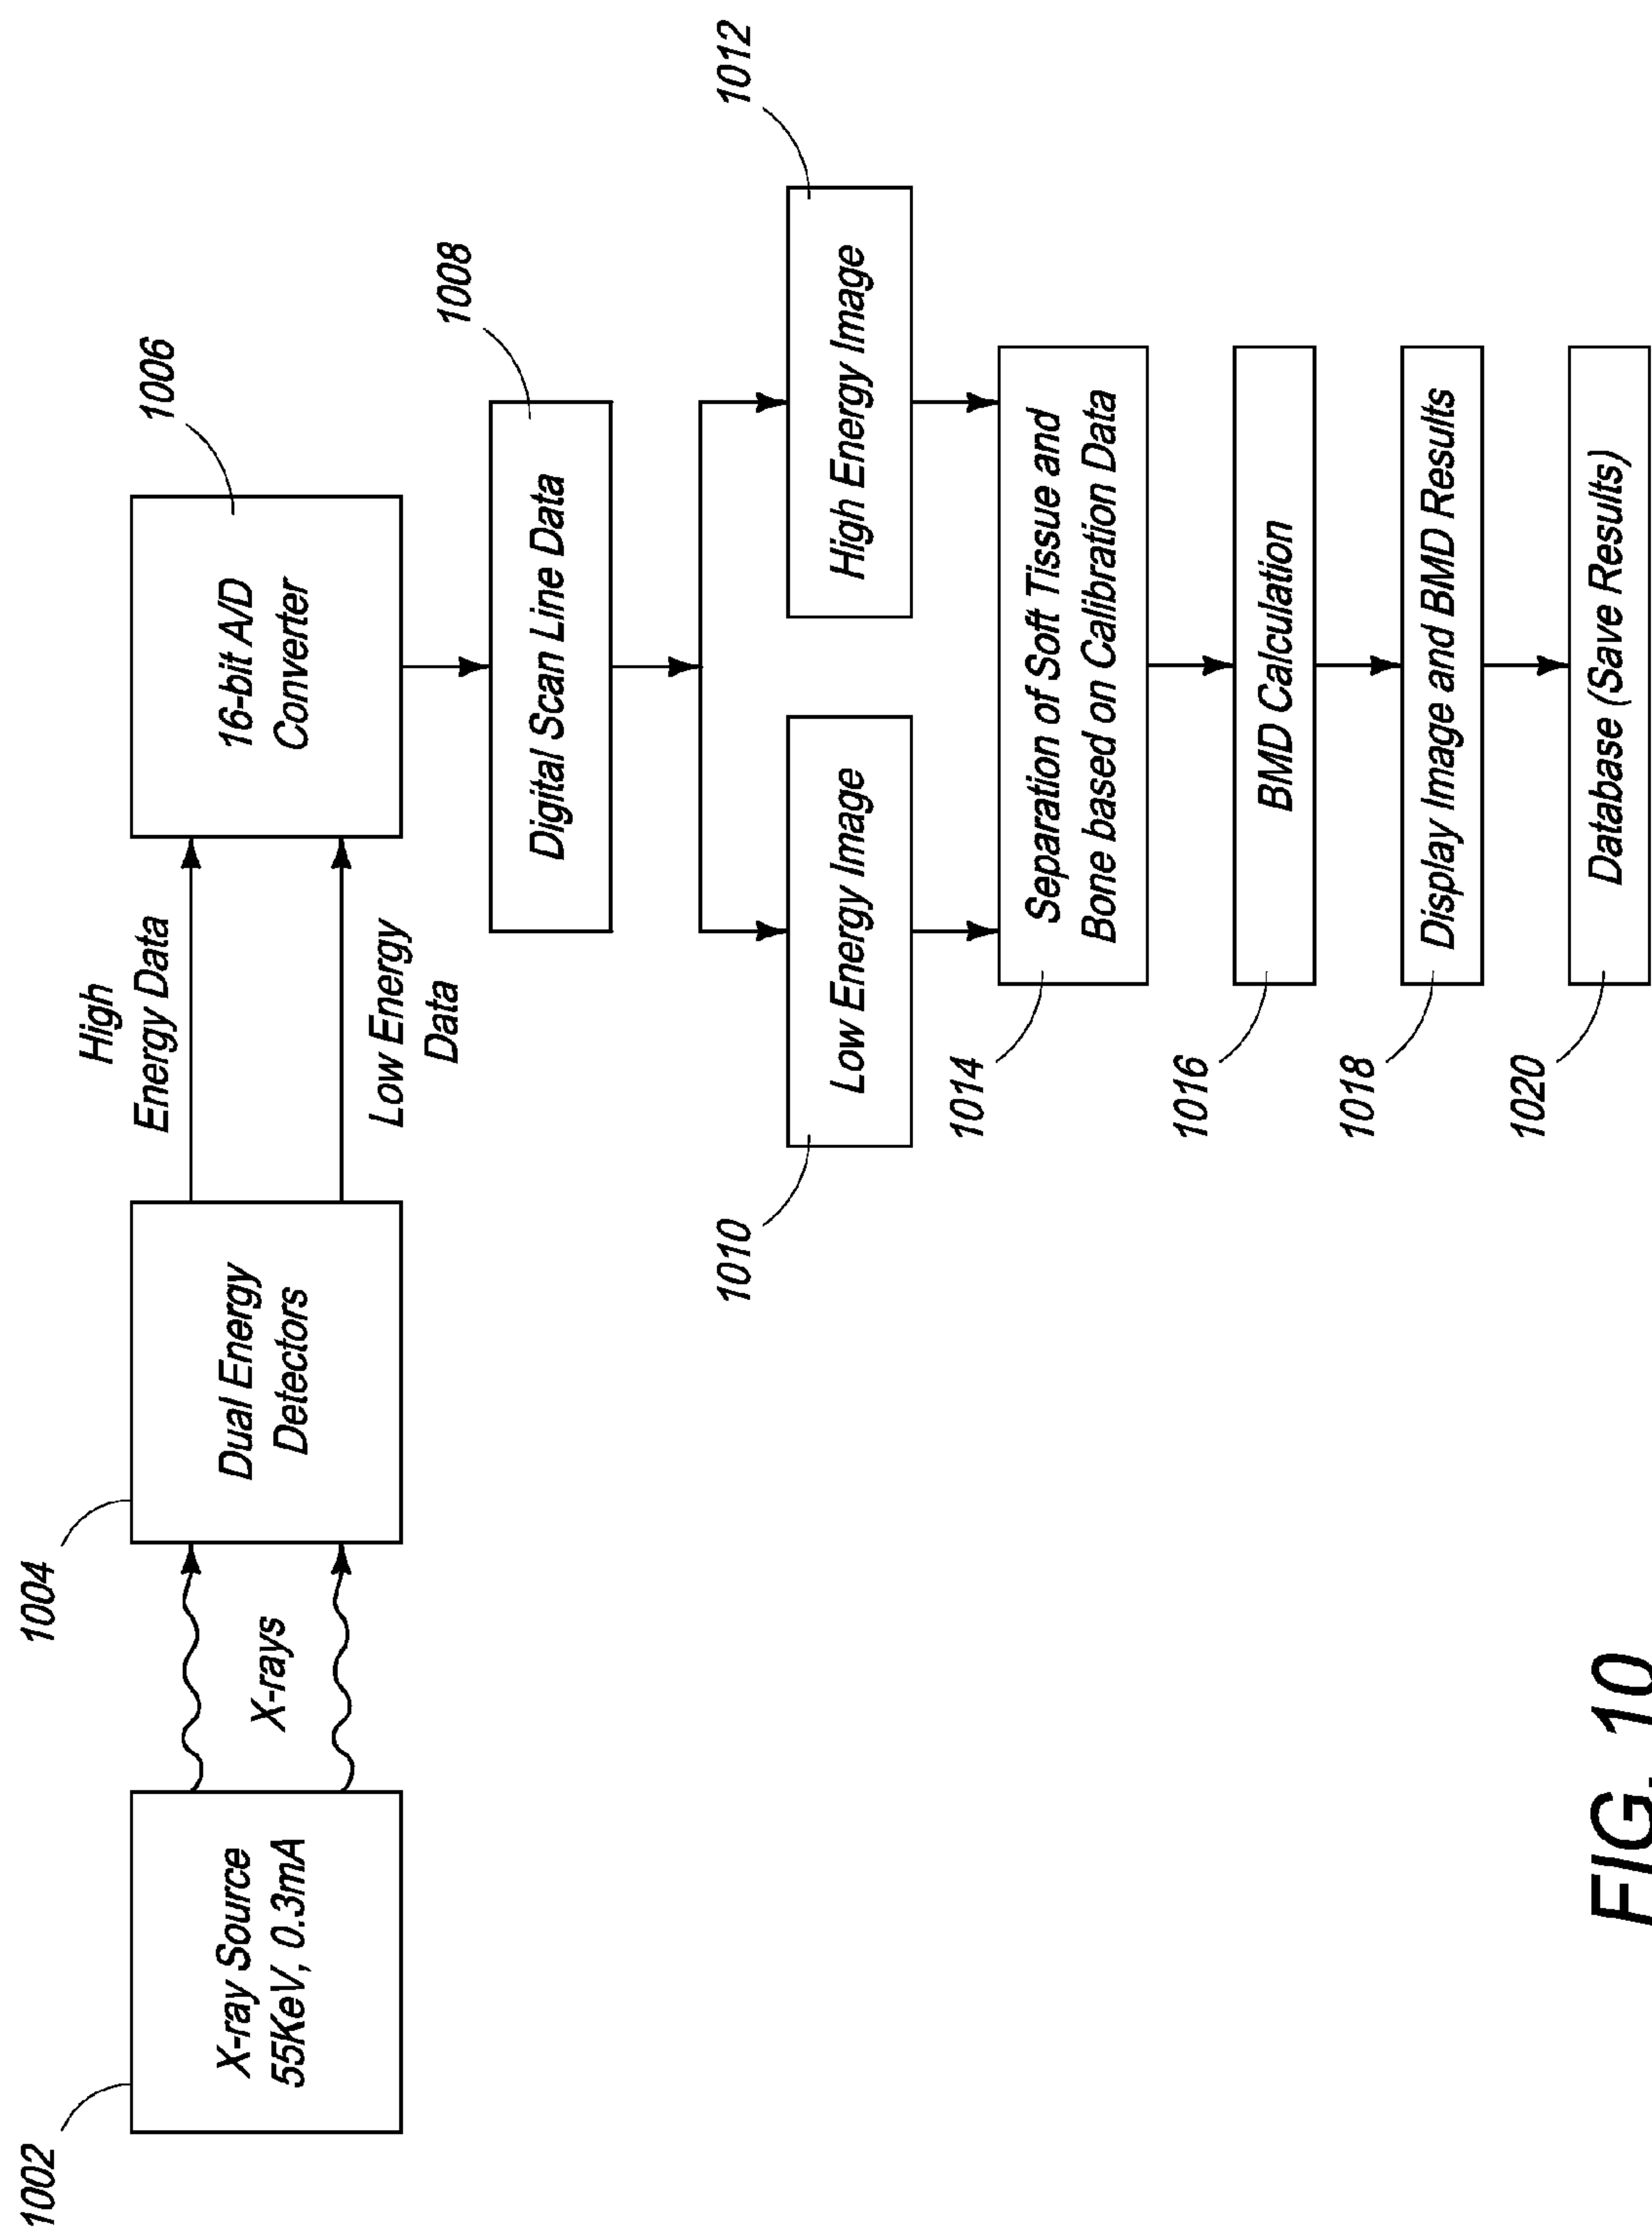 1002
X-ray Source
55KeV, 0.3mA
X-rays
1004
Dual Energy
Detectors
High
Energy Data
Low Energy
Data
1006
16-bit A/D
Converter
1008
Digital Scan Line Data
1010
Low Energy Image
1012
High Energy Image
1014
Separation of Soft Tissue and
Bone based on Calibration Data
1016
BMD Calculation
1018
Display Image and BMD Results
1020
Database (Save Results)
FIG. 10